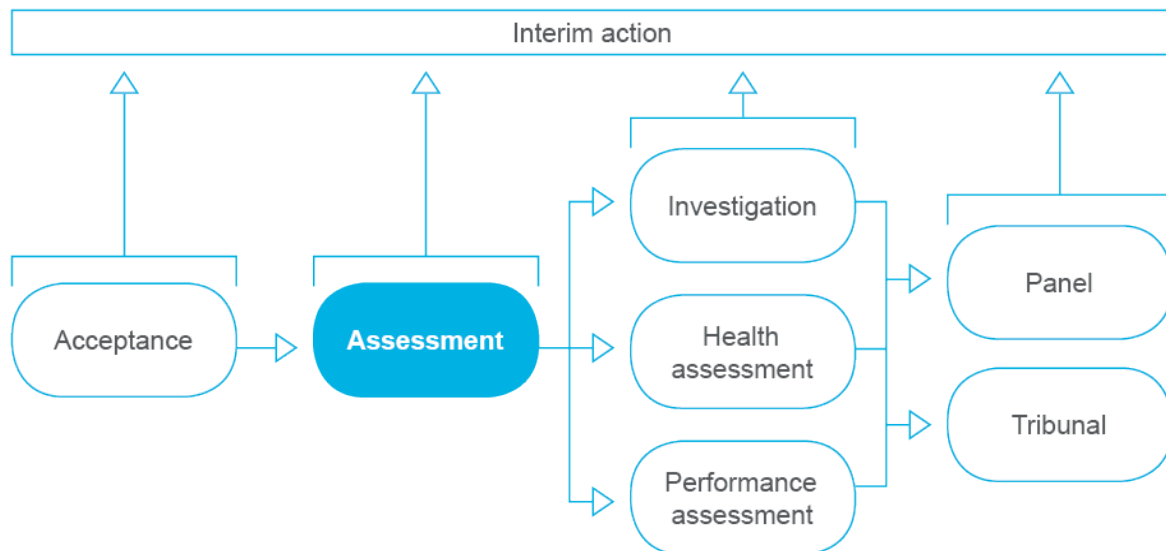 Interim action
Acceptance
Assessment
Investigation
Health
assessment
Performance
assessment
Panel
Tribunal